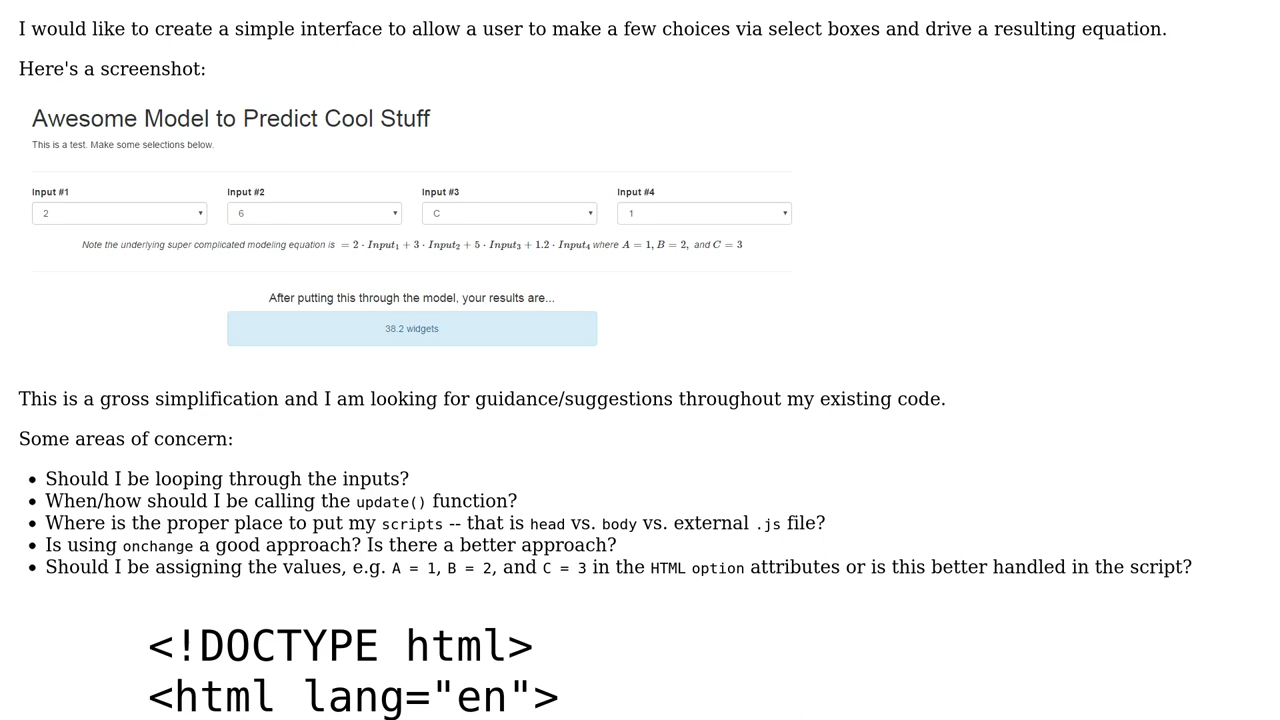 I would like to create a simple interface to allow a user to make a few choices via select boxes and drive a resulting equation.
Here's a screenshot:
Awesome Model to Predict Cool Stuff
This is a test. Make some selections below.
Input #1 Input #2 Input #3 Input #4
2 6 C 1
Note the underlying super complicated modeling equation is = 2 · Input₁ + 3 · Input₂ + 5 · Input₃ + 1.2 · Input₄ where A = 1, B = 2, and C = 3
After putting this through the model, your results are...
38.2 widgets
This is a gross simplification and I am looking for guidance/suggestions throughout my existing code.
Some areas of concern:
• Should I be looping through the inputs?
• When/how should I be calling the update() function?
• Where is the proper place to put my scripts -- that is head vs. body vs. external .js file?
• Is using onchange a good approach? Is there a better approach?
• Should I be assigning the values, e.g. A = 1, B = 2, and C = 3 in the HTML option attributes or is this better handled in the script?
<!DOCTYPE html>
<html lang="en">